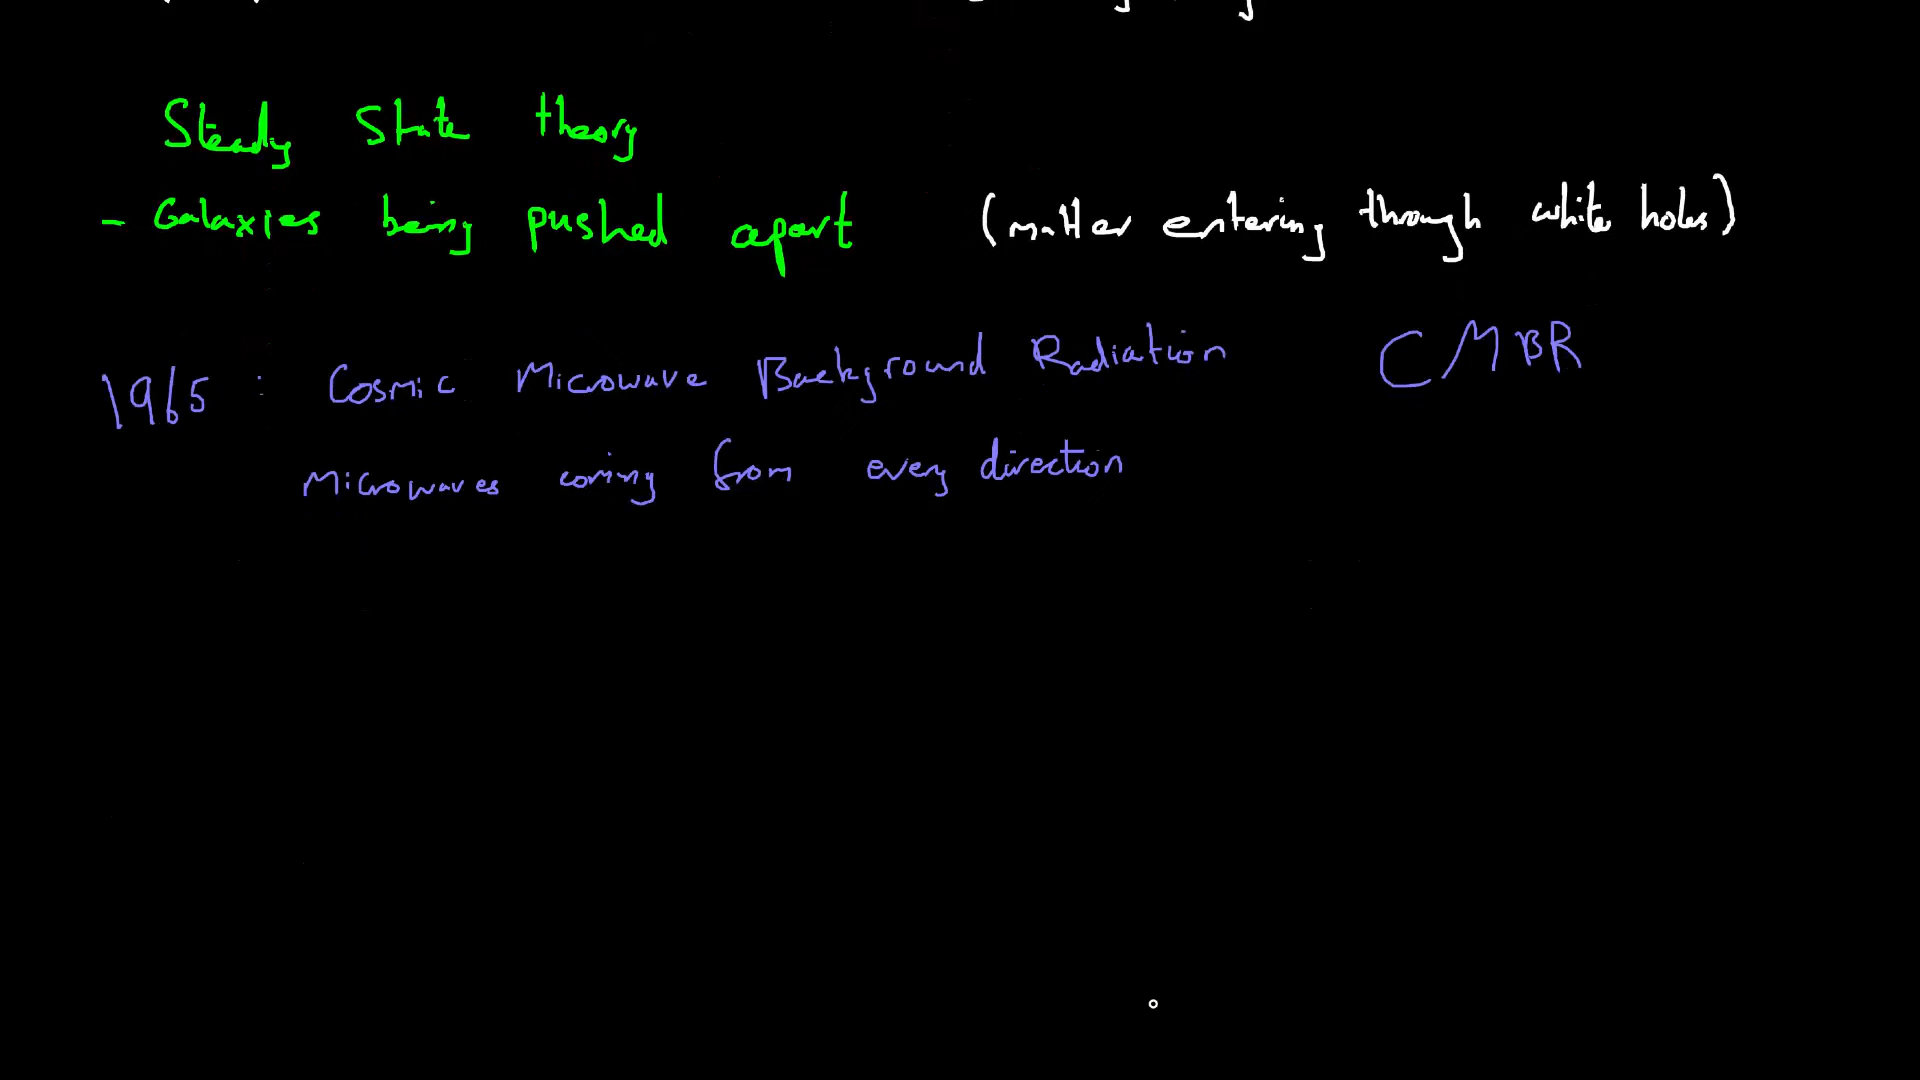 Steady State theory
- Galaxies being pushed apart (matter entering through white holes)
1965 : Cosmic Microwave Background Radiation CMBR
Microwaves coming from every direction